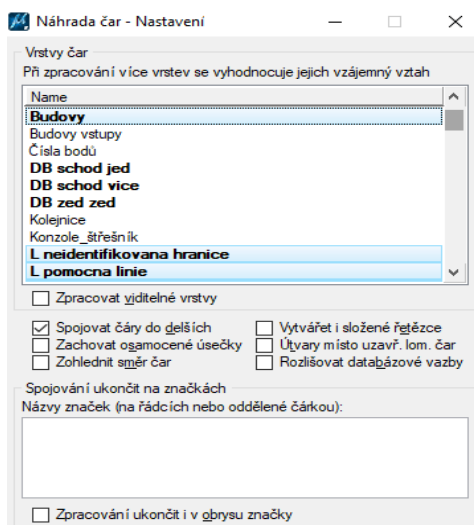 Náhrada čar - Nastavení
Vrstvy čar
Při zpracování více vrstev se vyhodnocuje jejich vzájemný vztah
Name
Budovy
Budovy vstupy
Čísla bodů
DB schod jed
DB schod vice
DB zed zed
Kolejnice
Konzole_střešník
L neidentifikovana hranice
L pomocna linie
Zpracovat viditelné vrstvy
Spojovat čáry do delších
Vytvářet i složené řetězce
Zachovat osamocené úsečky
Útvary místo uzavř. lom. čar
Zohlednit směr čar
Rozlišovat databázové vazby
Spojování ukončit na značkách
Názvy značek (na řádcích nebo oddělené čárkou):
Zpracování ukončit i v obrysu značky